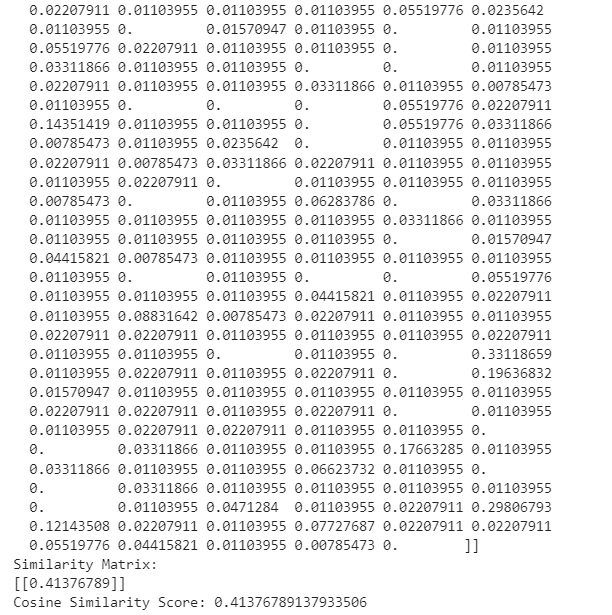 0.02207911 0.01103955 0.01103955 0.01103955 0.05519776 0.0235642
0.01103955 0. 0.01570947 0.01103955 0. 0.01103955
0.05519776 0.02207911 0.01103955 0.01103955 0. 0.01103955
0.03311866 0.01103955 0.01103955 0. 0. 0.01103955
0.02207911 0.01103955 0.01103955 0.03311866 0.01103955 0.00785473
0.01103955 0. 0. 0. 0.05519776 0.02207911
0.14351419 0.01103955 0.01103955 0. 0.05519776 0.03311866
0.00785473 0.01103955 0.0235642 0. 0.01103955 0.01103955
0.02207911 0.00785473 0.03311866 0.02207911 0.01103955 0.01103955
0.01103955 0.02207911 0. 0.01103955 0.01103955 0.01103955
0.00785473 0. 0.01103955 0.06283786 0. 0.03311866
0.01103955 0.01103955 0.01103955 0.01103955 0.03311866 0.01103955
0.01103955 0.01103955 0.01103955 0.01103955 0. 0.01570947
0.04415821 0.00785473 0.01103955 0.01103955 0.01103955 0.01103955
0.01103955 0. 0.01103955 0. 0. 0.05519776
0.01103955 0.01103955 0.01103955 0.04415821 0.01103955 0.02207911
0.01103955 0.08831642 0.00785473 0.02207911 0.01103955 0.01103955
0.02207911 0.02207911 0.01103955 0.01103955 0.01103955 0.02207911
0.01103955 0.01103955 0. 0.01103955 0. 0.33118659
0.01103955 0.02207911 0.01103955 0.02207911 0. 0.19636832
0.01570947 0.01103955 0.01103955 0.01103955 0.01103955 0.01103955
0.02207911 0.02207911 0.01103955 0.02207911 0. 0.01103955
0.01103955 0.02207911 0.02207911 0.01103955 0.01103955 0.
0. 0.03311866 0.01103955 0.01103955 0.17663285 0.01103955
0.03311866 0.01103955 0.01103955 0.06623732 0.01103955 0.
0. 0.03311866 0.01103955 0.01103955 0.01103955 0.01103955
0. 0.01103955 0.0471284 0.01103955 0.02207911 0.29806793
0.12143508 0.02207911 0.01103955 0.07727687 0.02207911 0.02207911
0.05519776 0.04415821 0.01103955 0.00785473 0. ]]
Similarity Matrix:
[[0.41376789]]
Cosine Similarity Score: 0.41376789137933506